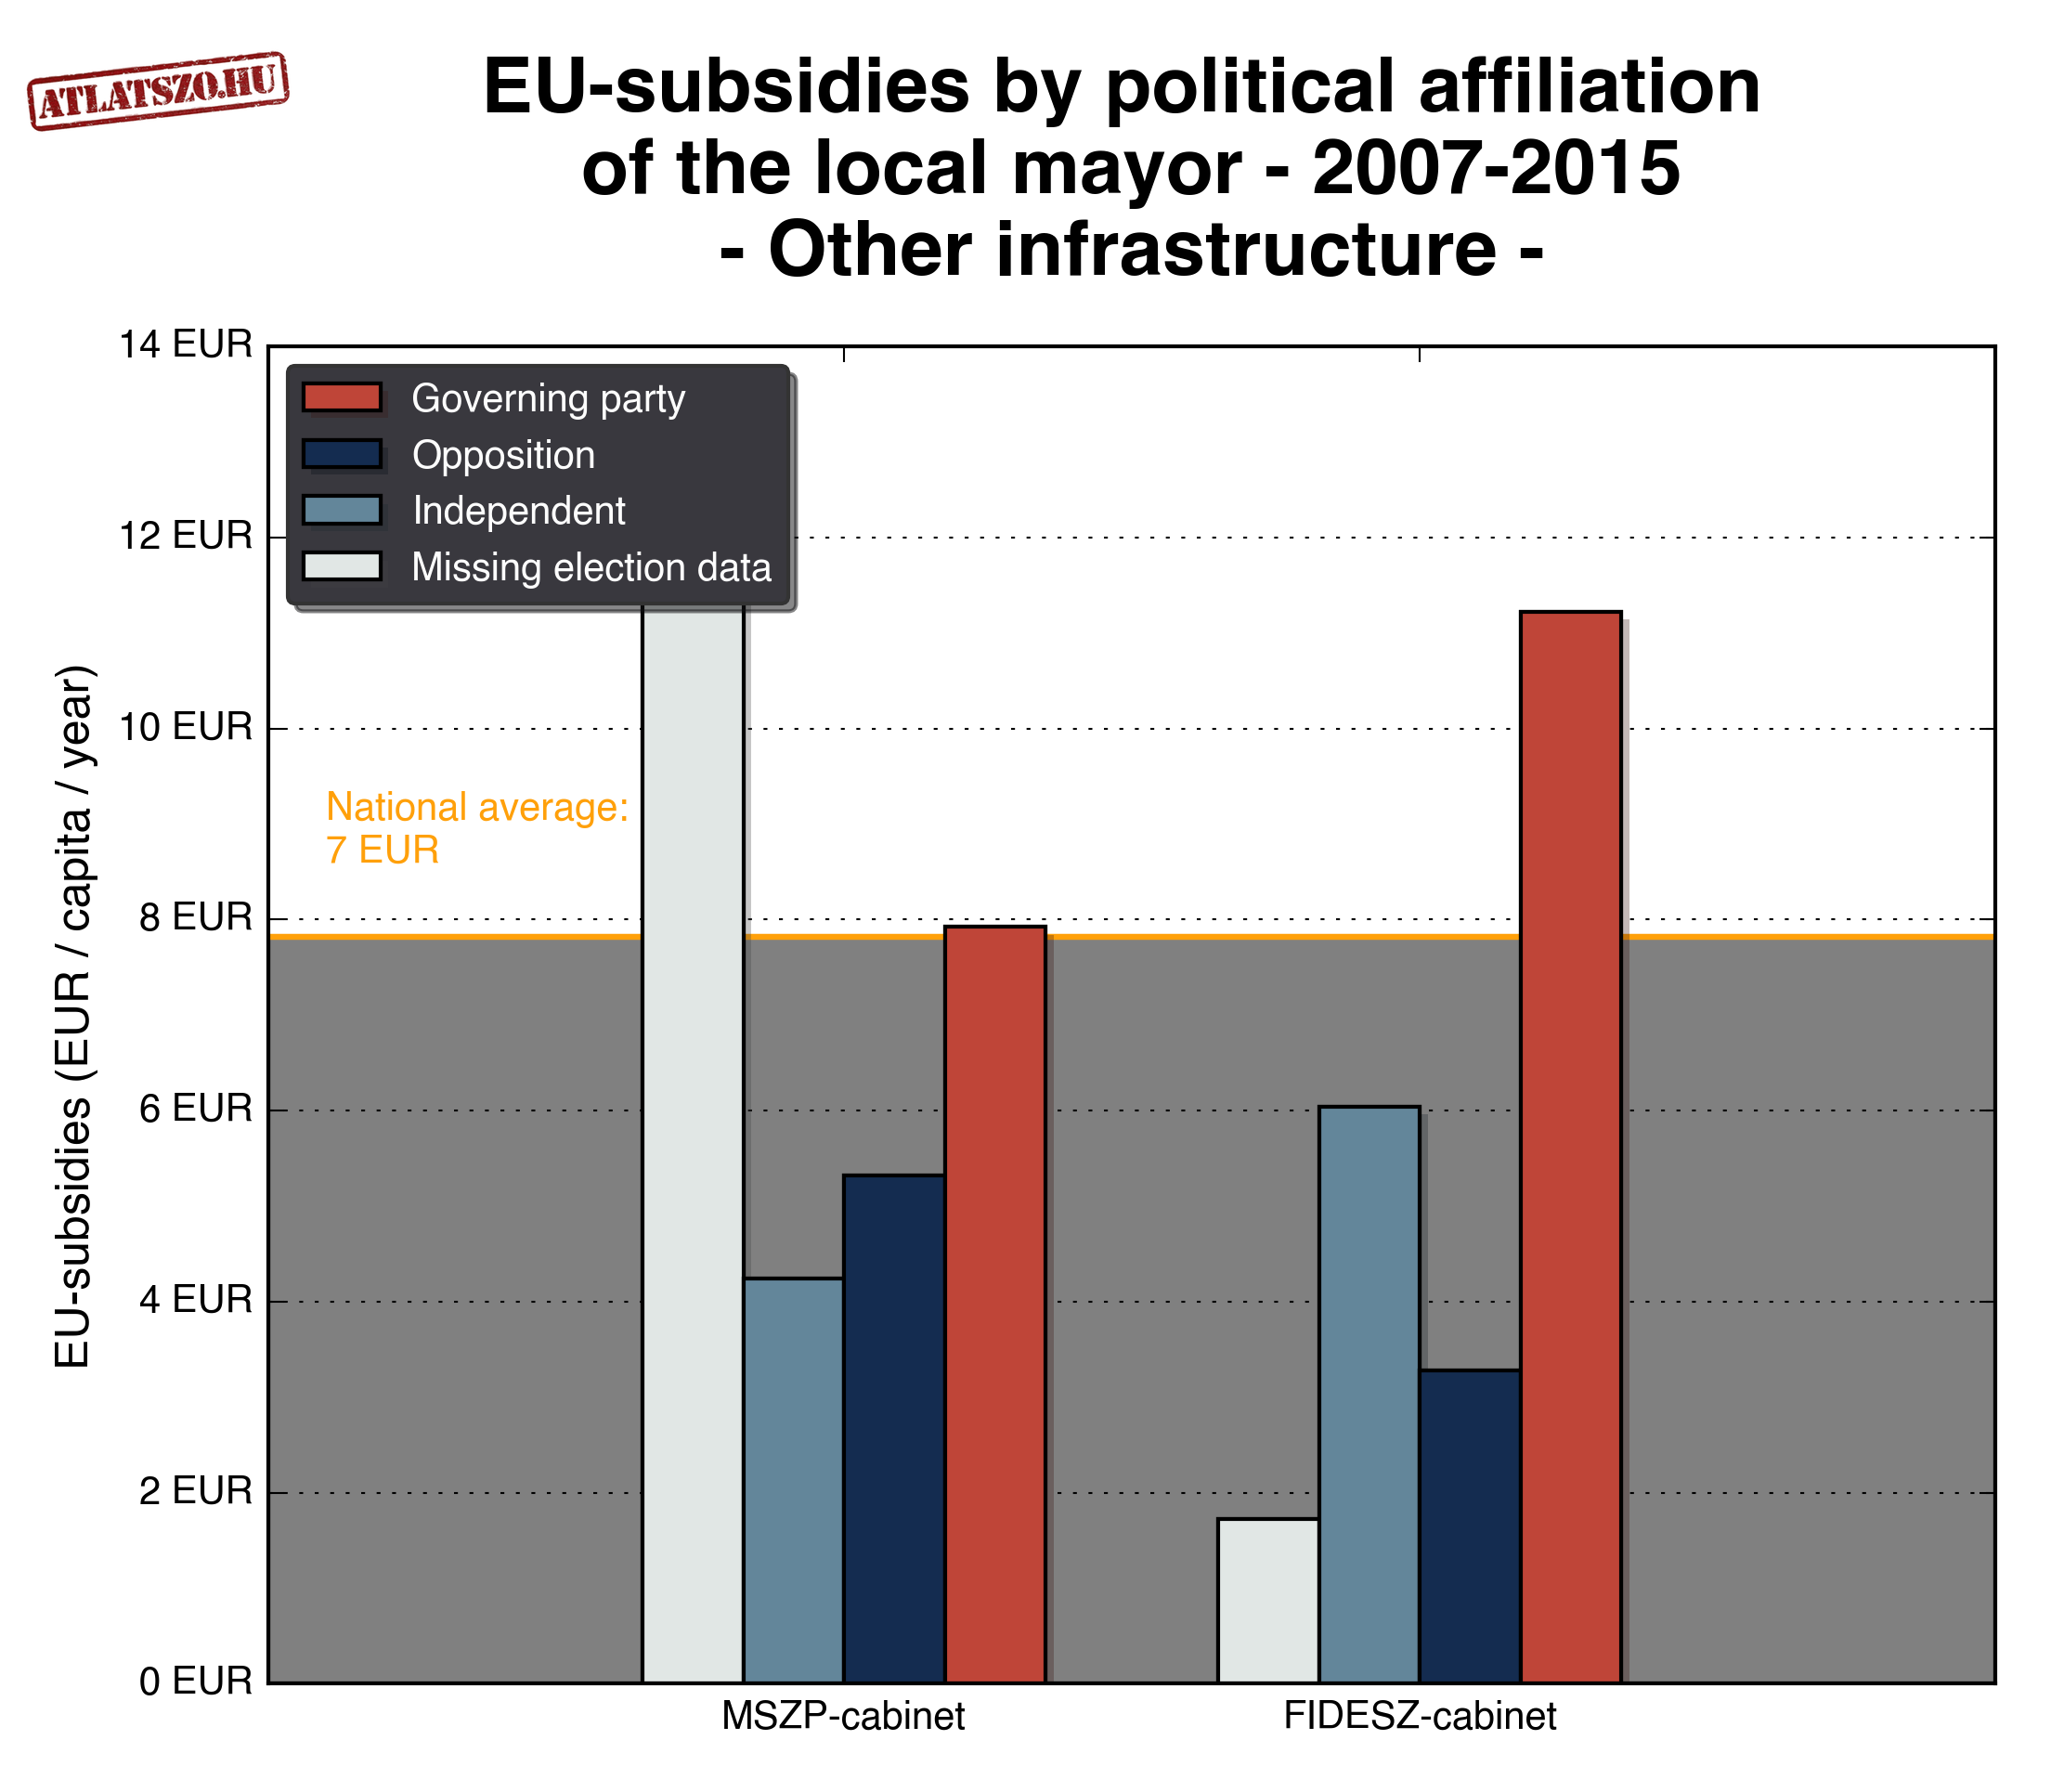 ATLATSZO.HU
EU-subsidies by political affiliation
of the local mayor - 2007-2015
- Other infrastructure -
14 EUR
12 EUR
10 EUR
8 EUR
6 EUR
4 EUR
2 EUR
0 EUR
EU-subsidies (EUR / capita / year)
Governing party
Opposition
Independent
Missing election data
National average:
7 EUR
MSZP-cabinet
FIDESZ-cabinet